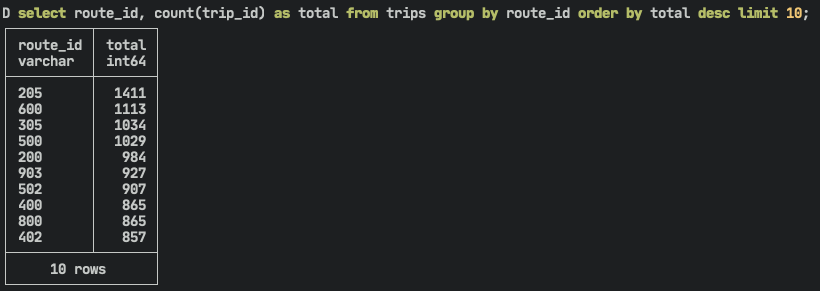 D select route_id, count(trip_id) as total from trips group by route_id order by total desc limit 10;
route_id total
varchar int64
205 1411
600 1113
305 1034
500 1029
200 984
903 927
502 907
400 865
800 865
402 857
10 rows